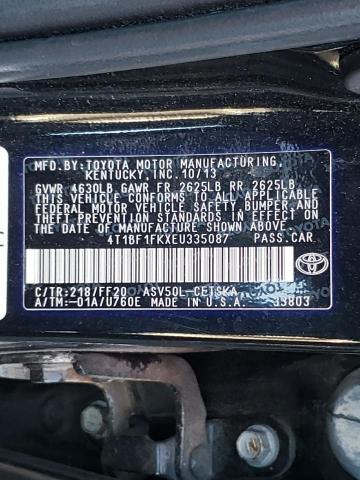 MFD.BY:TOYOTA MOTOR MANUFACTURING,
KENTUCKY,INC.10/13
GVWR 4630LB GAWR FR 2625LB RR 2625LB
THIS VEHICLE CONFORMS TO ALL APPLICABLE
FEDERAL MOTOR VEHICLE SAFETY, BUMPER, AND
THEFT PREVENTION STANDARDS IN EFFECT ON
THE DATE OF MANUFACTURE SHOWN ABOVE.
4T1BF1FKXEU335087 PASS.CAR
C/TR:218/FF20 ASV50L-CETSKA
A/TM:-01A/U760E MADE IN U.S.A. 33803